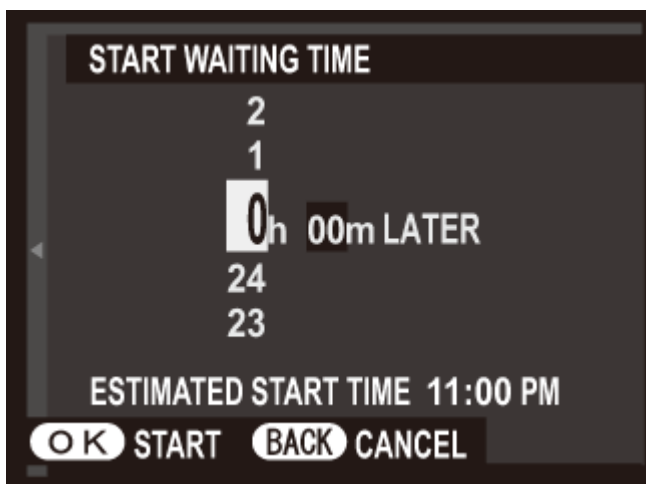 START WAITING TIME
2
1
0h 00m LATER
24
23
ESTIMATED START TIME 11:00 PM
OK START BACK CANCEL